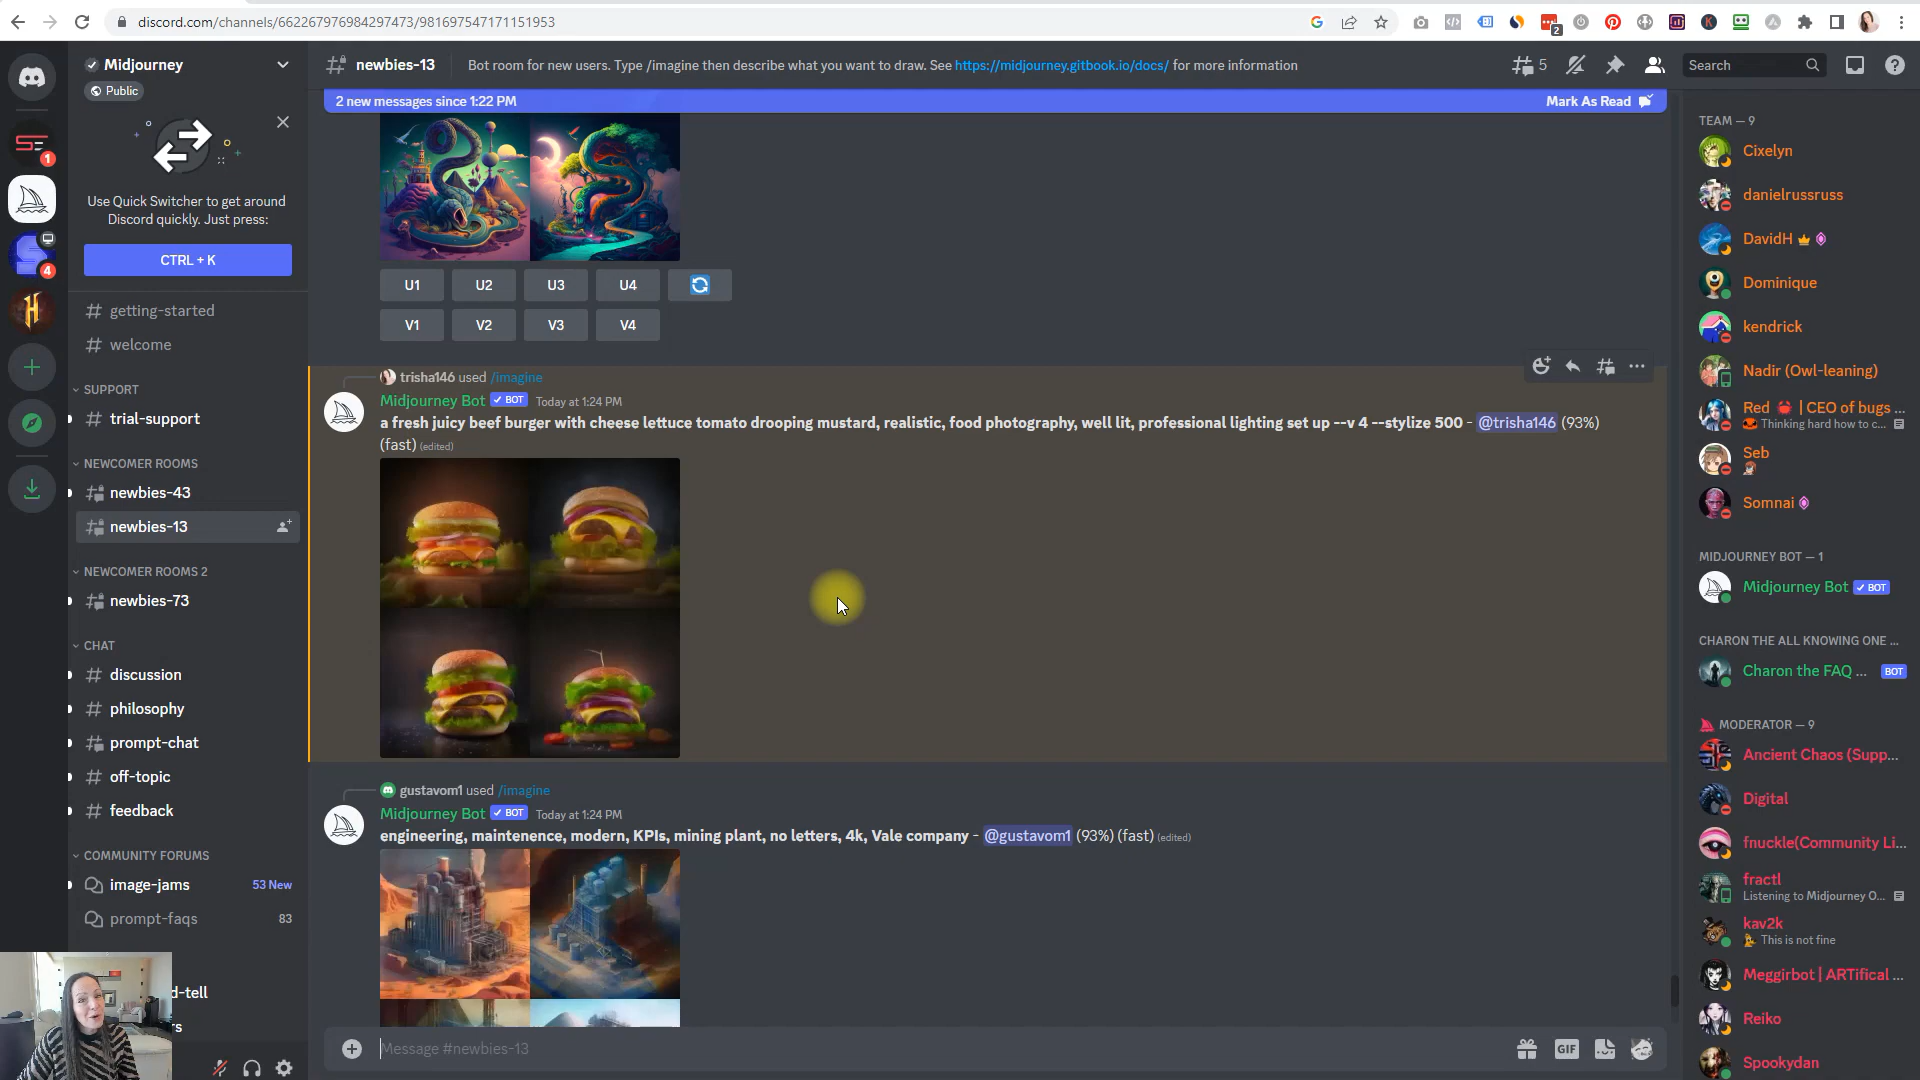 discord.com/channels/662267976984297473/981697547171151953
2
Midjourney
Public
Use Quick Switcher to get around
Discord quickly. Just press:
CTRL + K
1
4
# getting-started
# welcome
SUPPORT
# trial-support
NEWCOMER ROOMS
newbies-43
newbies-13
NEWCOMER ROOMS 2
newbies-73
CHAT
# discussion
# philosophy
prompt-chat
# off-topic
# feedback
COMMUNITY FORUMS
image-jams 53 New
prompt-faqs 83
d-tell
rs
newbies-13
Bot room for new users. Type /imagine then describe what you want to draw. See https://midjourney.gitbook.io/docs/ for more information
5
Search
2 new messages since 1:22 PM
Mark As Read
U1 U2 U3 U4
V1 V2 V3 V4
trisha146 used /imagine
Midjourney Bot BOT Today at 1:24 PM
a fresh juicy beef burger with cheese lettuce tomato drooping mustard, realistic, food photography, well lit, professional lighting set up --v 4 --stylize 500 - @trisha146 (93%)
(fast) (edited)
gustavom1 used /imagine
Midjourney Bot BOT Today at 1:24 PM
engineering, maintenence, modern, KPIs, mining plant, no letters, 4k, Vale company - @gustavom1 (93%) (fast) (edited)
Message #newbies-13
GIF
TEAM — 9
Cixelyn
danielrussruss
DavidH
Dominique
kendrick
Nadir (Owl-leaning)
Red | CEO of bugs ...
Thinking hard how to c...
Seb
Somnai
MIDJOURNEY BOT — 1
Midjourney Bot BOT
CHARON THE ALL KNOWING ONE ...
Charon the FAQ ... BOT
MODERATOR — 9
Ancient Chaos (Supp...
Digital
fnuckle(Community Li...
fractl
Listening to Midjourney O...
kav2k
This is not fine
Meggirbot | ARTifical ...
Reiko
Spookydan